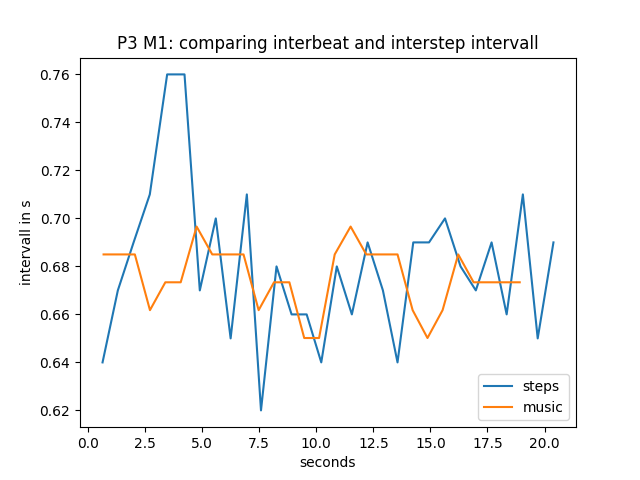 P3 M1: comparing interbeat and interstep intervall
0.76
0.74
0.72
0.70
0.68
0.66
0.64
0.62
intervall in s
0.0 2.5 5.0 7.5 10.0 12.5 15.0 17.5 20.0
seconds
steps
music